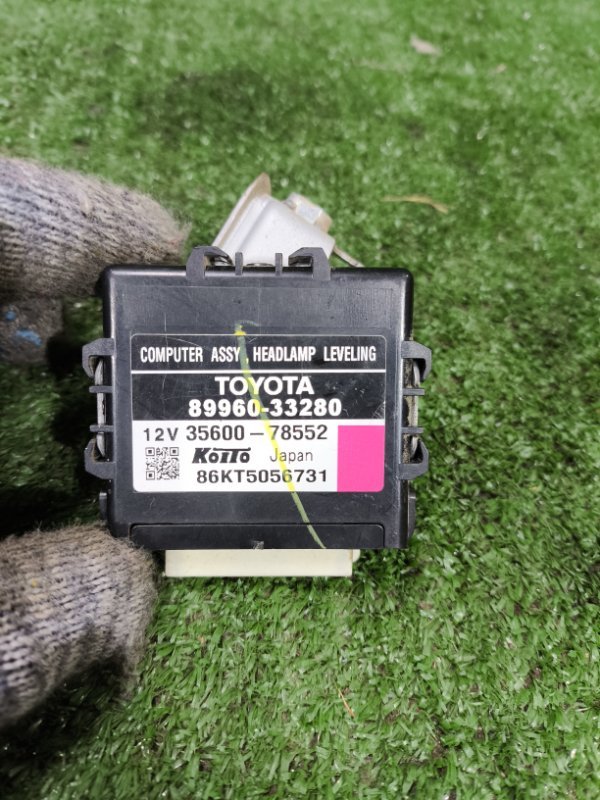 COMPUTER ASSY, HEADLAMP LEVELING
TOYOTA
89960-33280
12V 35600-78552
KOITO Japan
86KT5056731